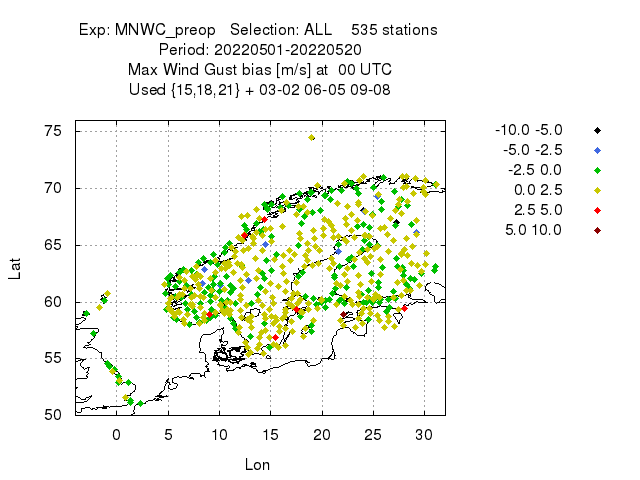 Exp: MNWC_preop   Selection: ALL    535 stations
Period: 20220501-20220520
Max Wind Gust bias [m/s] at  00 UTC
Used {15,18,21} + 03-02 06-05 09-08
-10.0 -5.0
-5.0 -2.5
-2.5 0.0
0.0 2.5
2.5 5.0
5.0 10.0
75
70
65
60
55
50
Lat
0 5 10 15 20 25 30
Lon